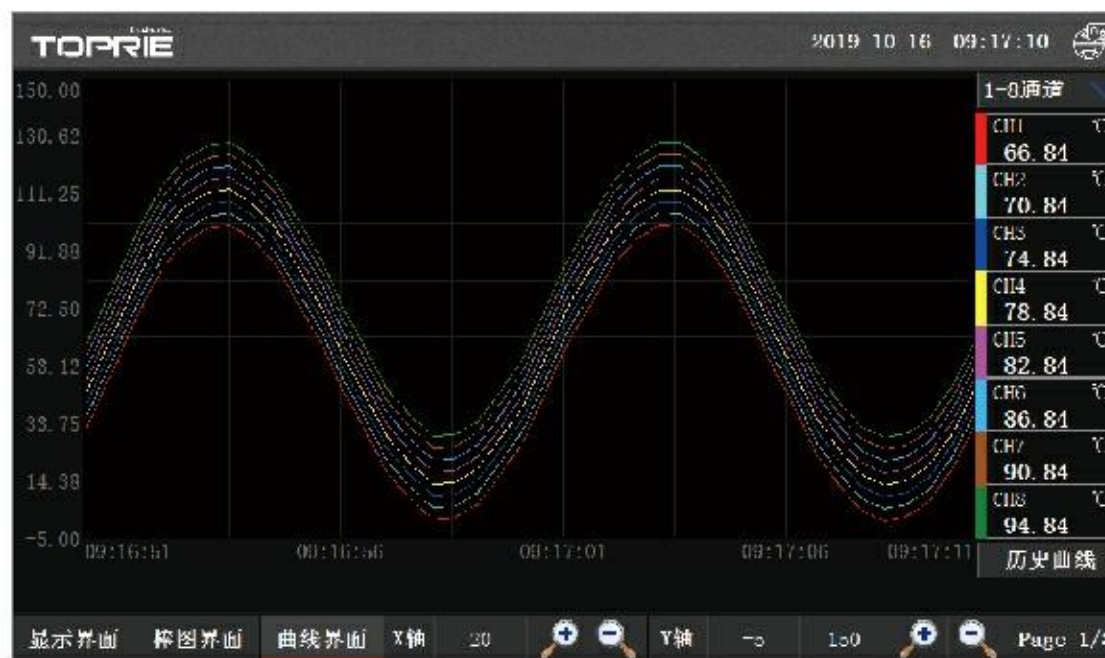 TOPRIE
2019 10 16 09:17:10
150.00
130.62
111.25
91.88
72.50
53.12
33.75
14.38
-5.00
09:16:51 09:16:56 09:17:01 09:17:06 09:17:11
1-8通道
CH1 ℃
66.84
CH2 ℃
70.84
CH3 ℃
74.84
CH4 ℃
78.84
CH5 ℃
82.84
CH6 ℃
86.84
CH7 ℃
90.84
CH8 ℃
94.84
历史曲线
显示界面 棒图界面 曲线界面 X轴 20 Y轴 -5 150 Page 1/